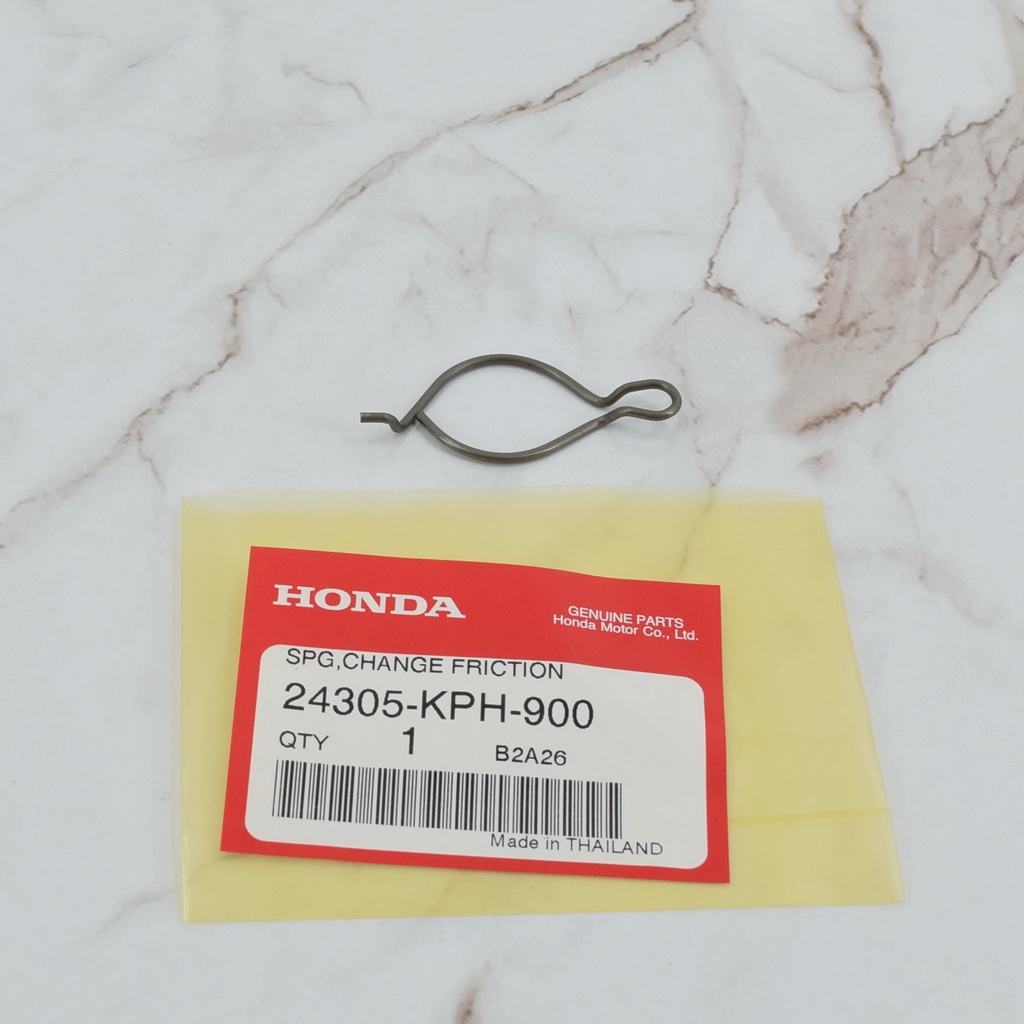 HONDA
GENUINE PARTS
Honda Motor Co., Ltd.
SPG,CHANGE FRICTION
24305-KPH-900
QTY 1 B2A26
Made in THAILAND